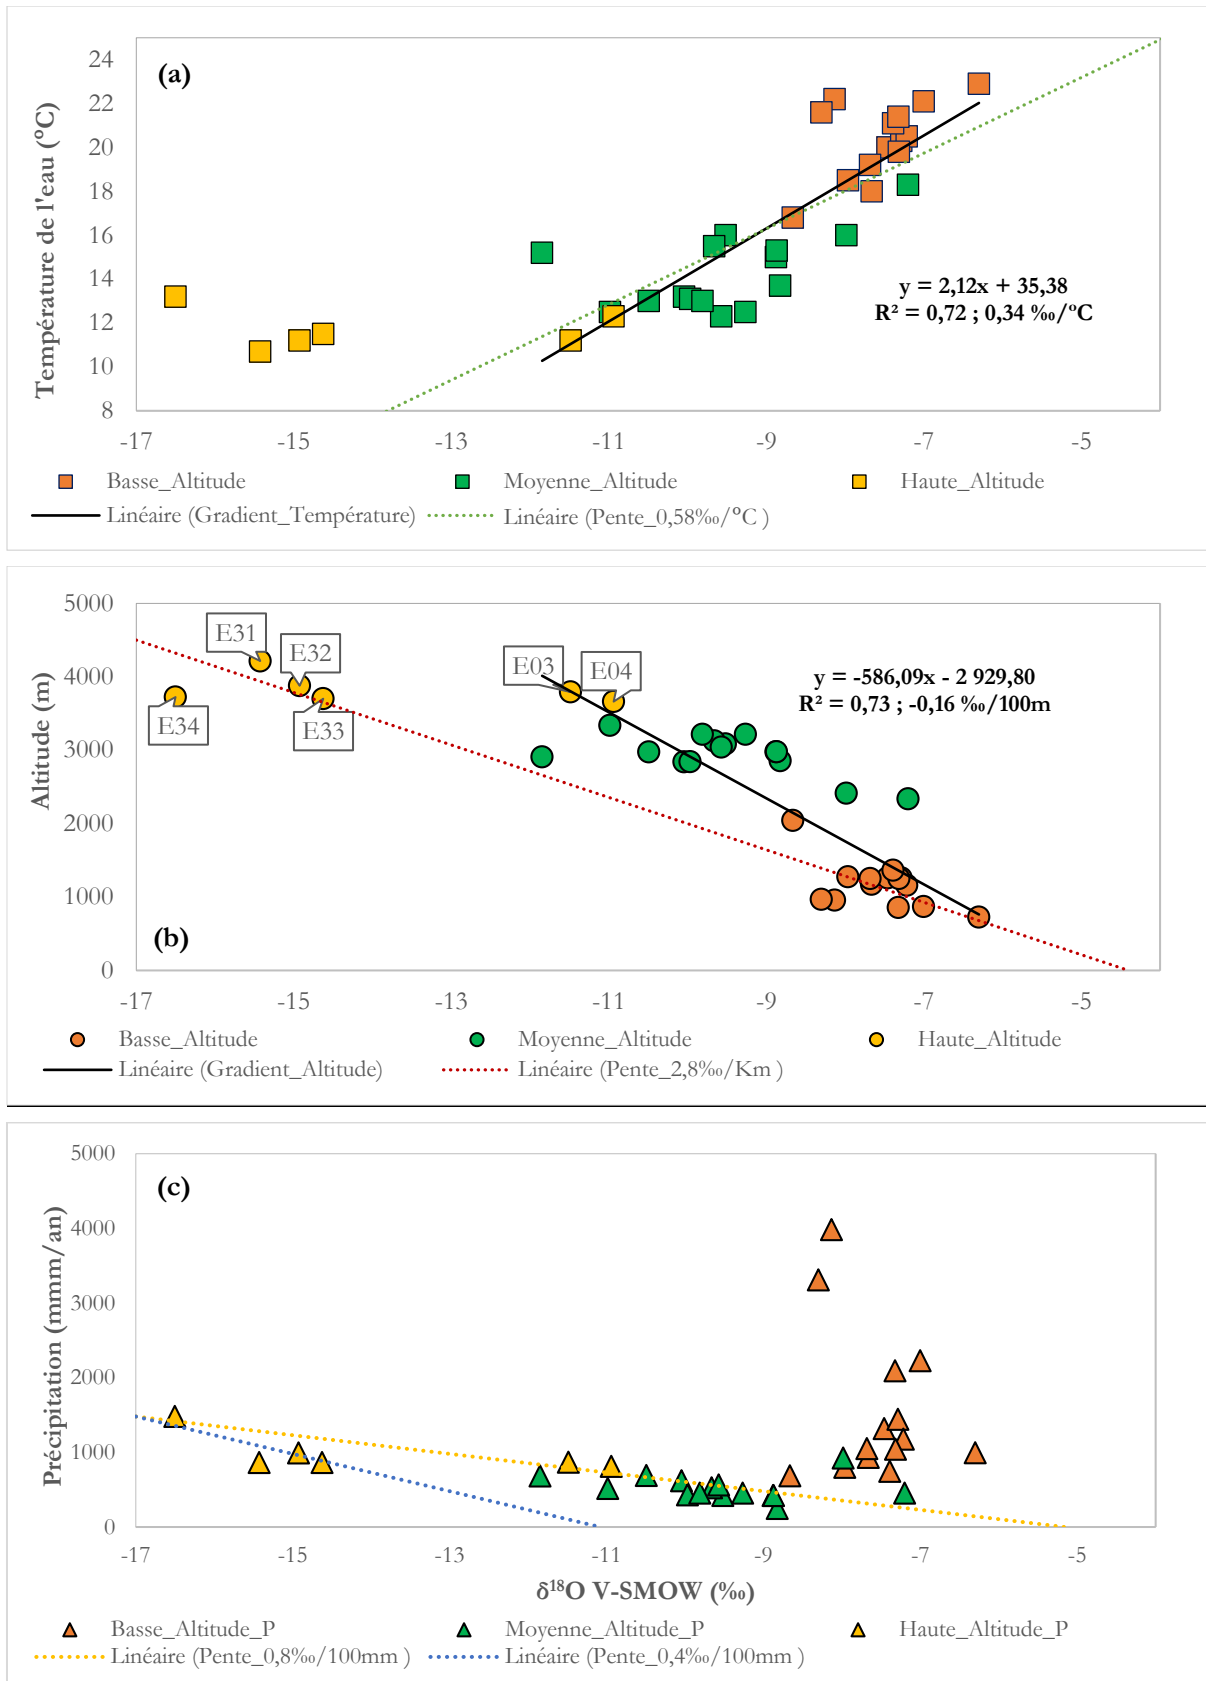 (a)
Température de l'eau (°C)
24
22
20
18
16
14
12
10
8
y = 2,12x + 35,38
R² = 0,72 ; 0,34 ‰/°C
-17 -15 -13 -11 -9 -7 -5
Basse_Altitude Moyenne_Altitude Haute_Altitude
Linéaire (Gradient_Température) Linéaire (Pente_0,58‰/°C )
(b)
Altitude (m)
5000
4000
3000
2000
1000
0
E31
E32
E34
E33
E03
E04
y = -586,09x - 2 929,80
R² = 0,73 ; -0,16 ‰/100m
-17 -15 -13 -11 -9 -7 -5
Basse_Altitude Moyenne_Altitude Haute_Altitude
Linéaire (Gradient_Altitude) Linéaire (Pente_2,8‰/Km )
(c)
Précipitation (mmm/an)
5000
4000
3000
2000
1000
0
-17 -15 -13 -11 -9 -7 -5
δ¹⁸O V-SMOW (‰)
Basse_Altitude_P Moyenne_Altitude_P Haute_Altitude_P
Linéaire (Pente_0,8‰/100mm ) Linéaire (Pente_0,4‰/100mm )